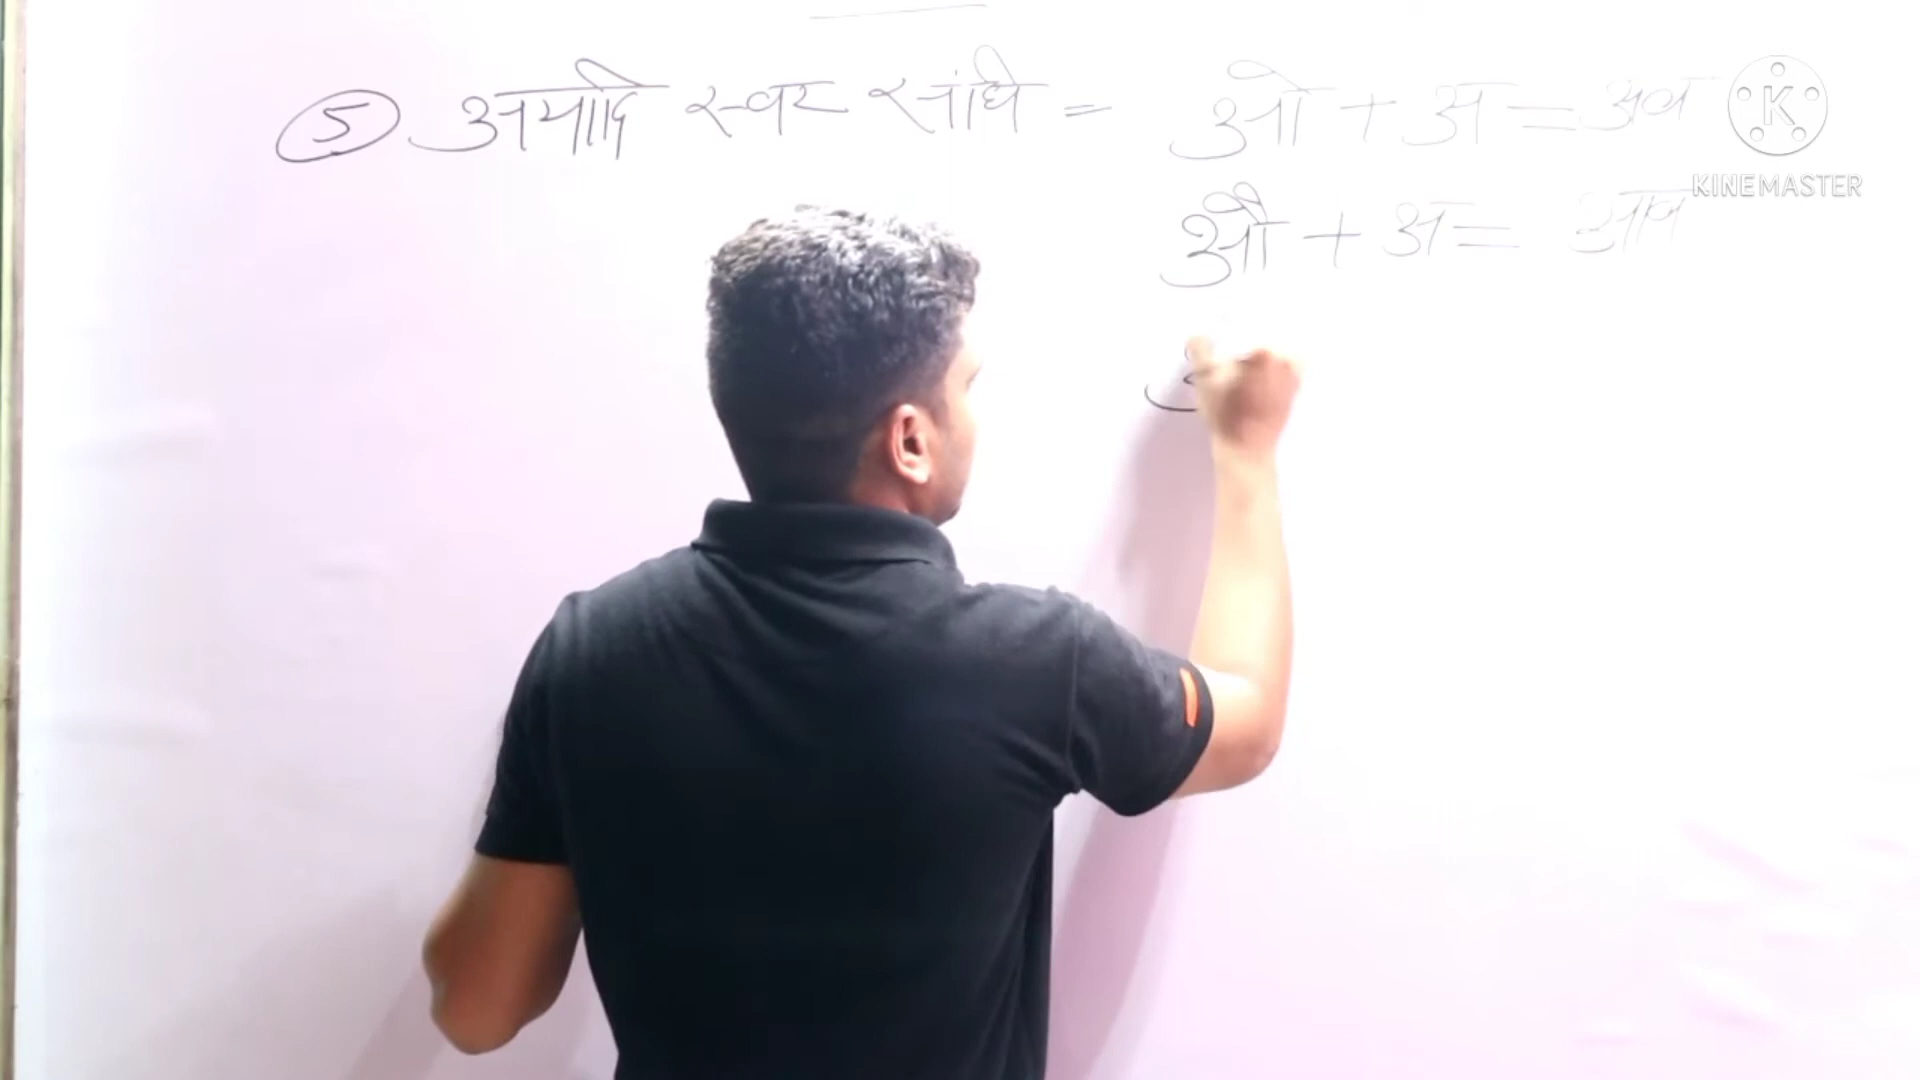 5 अयादि स्वर संधि = ओ + अ = अव
औ + अ = आव
KINEMASTER